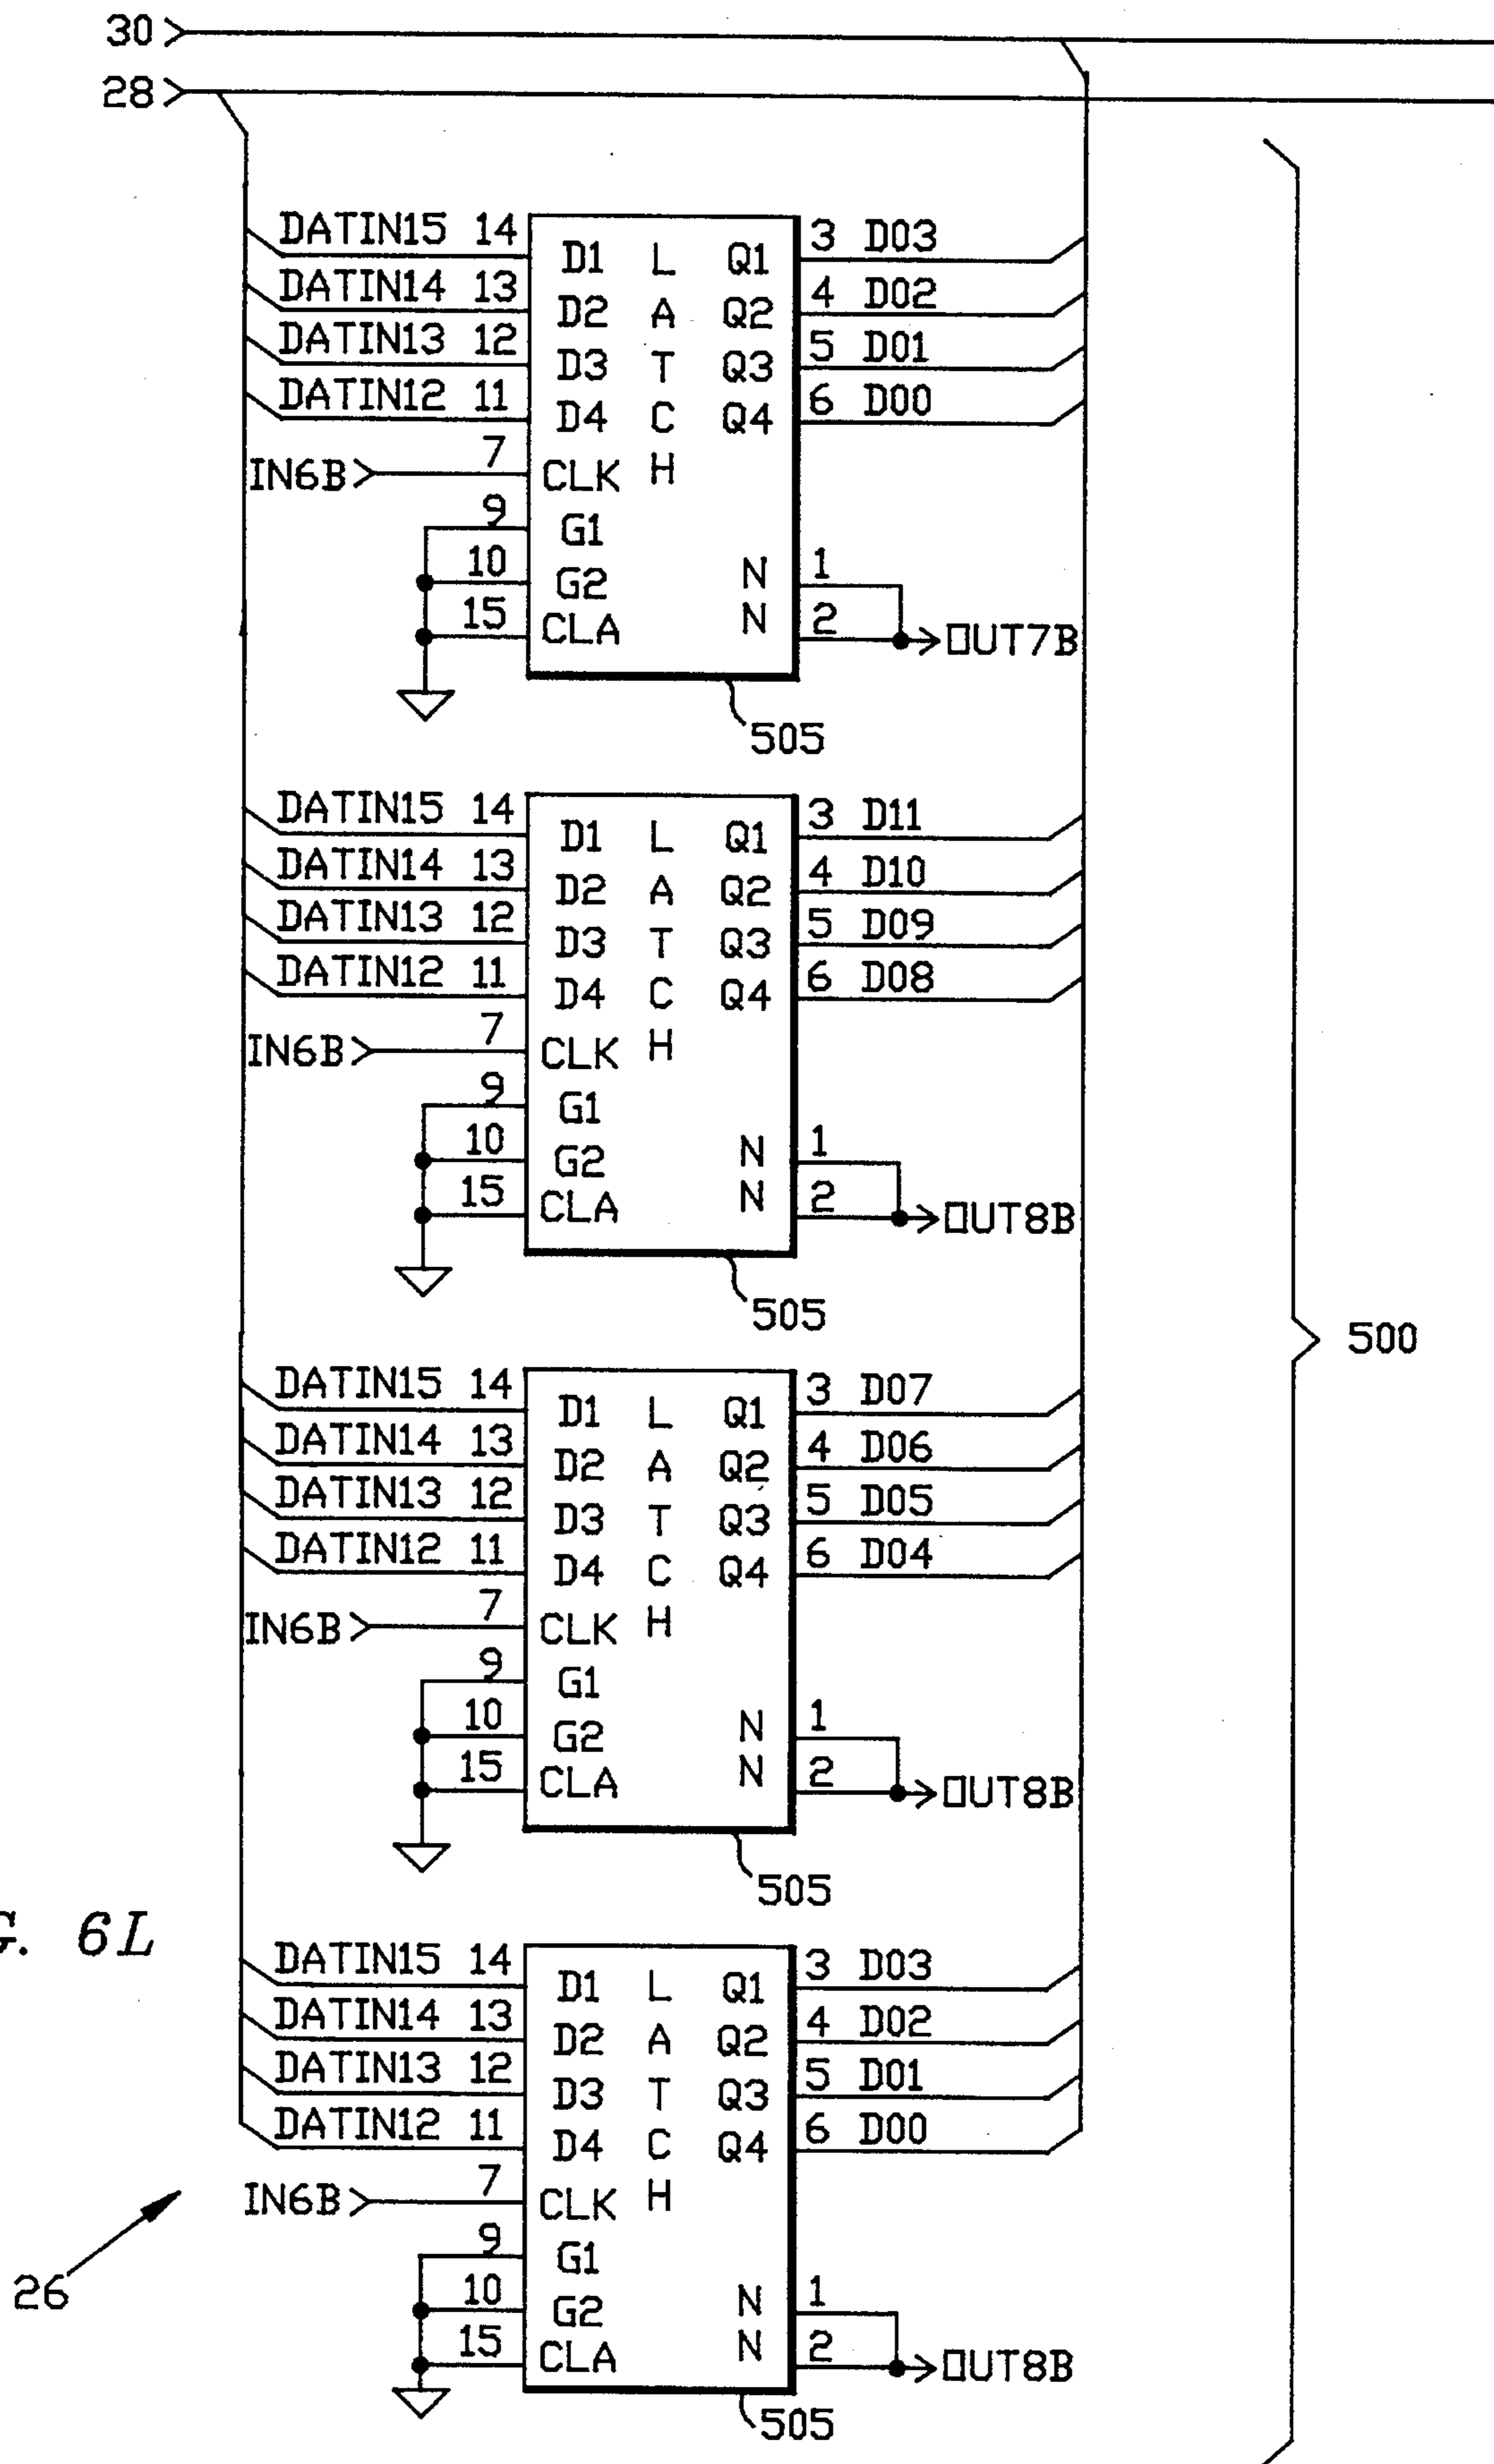 30
28
DATIN15 14 D1 L Q1 3 D03
DATIN14 13 D2 A Q2 4 D02
DATIN13 12 D3 T Q3 5 D01
DATIN12 11 D4 C Q4 6 D00
IN6B 7 CLK H
9 G1
10 G2 N 1
15 CLA N 2 OUT7B
505
DATIN15 14 D1 L Q1 3 D11
DATIN14 13 D2 A Q2 4 D10
DATIN13 12 D3 T Q3 5 D09
DATIN12 11 D4 C Q4 6 D08
IN6B 7 CLK H
9 G1
10 G2 N 1
15 CLA N 2 OUT8B
505
500
DATIN15 14 D1 L Q1 3 D07
DATIN14 13 D2 A Q2 4 D06
DATIN13 12 D3 T Q3 5 D05
DATIN12 11 D4 C Q4 6 D04
IN6B 7 CLK H
9 G1
10 G2 N 1
15 CLA N 2 OUT8B
505
G. 6L
DATIN15 14 D1 L Q1 3 D03
DATIN14 13 D2 A Q2 4 D02
DATIN13 12 D3 T Q3 5 D01
DATIN12 11 D4 C Q4 6 D00
IN6B 7 CLK H
9 G1
10 G2 N 1
15 CLA N 2 OUT8B
26
505